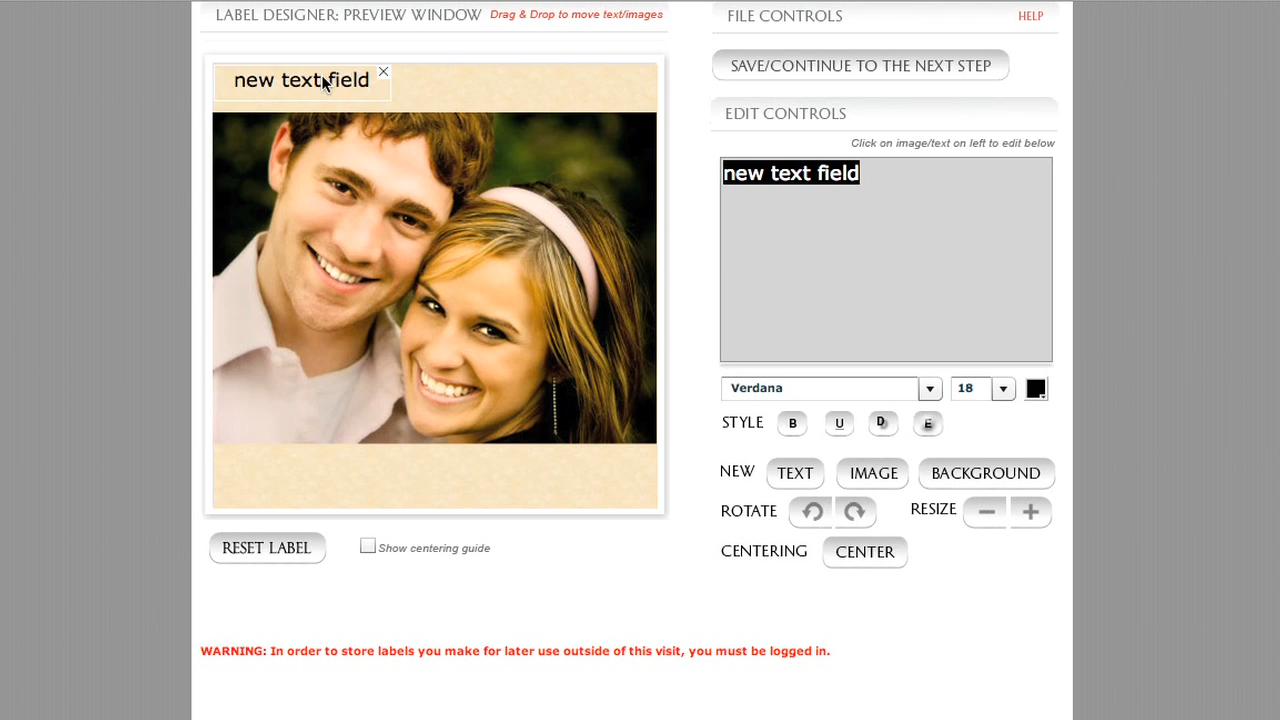 LABEL DESIGNER: PREVIEW WINDOW Drag & Drop to move text/images
new text field
RESET LABEL Show centering guide
FILE CONTROLS HELP
SAVE/CONTINUE TO THE NEXT STEP
EDIT CONTROLS
Click on image/text on left to edit below
new text field
Verdana 18
STYLE B U D E
NEW TEXT IMAGE BACKGROUND
ROTATE RESIZE
CENTERING CENTER
WARNING: In order to store labels you make for later use outside of this visit, you must be logged in.